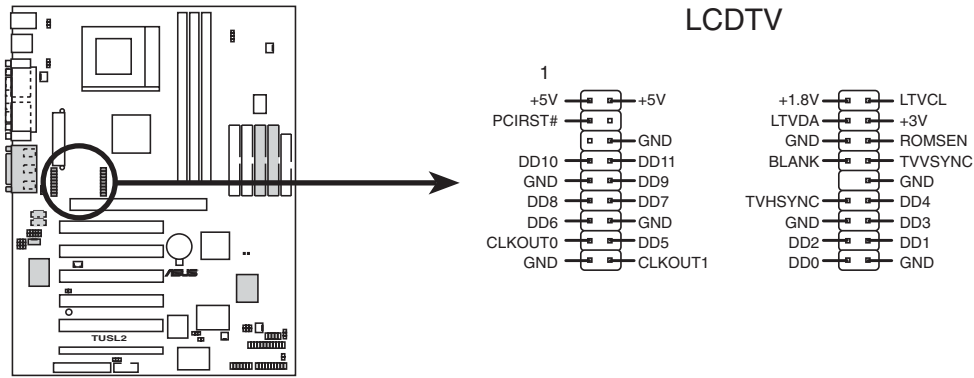 LCDTV
1
+5V +5V
PCIRST#
GND
DD10 DD11
GND DD9
DD8 DD7
DD6 GND
CLKOUT0 DD5
GND CLKOUT1
+1.8V LTVCL
LTVDA +3V
GND ROMSEN
BLANK TVVSYNC
GND
TVHSYNC DD4
GND DD3
DD2 DD1
DD0 GND
ASUS
TUSL2